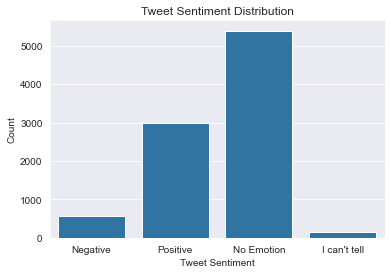 Tweet Sentiment Distribution
Count
5000
4000
3000
2000
1000
0
Negative Positive No Emotion I can't tell
Tweet Sentiment